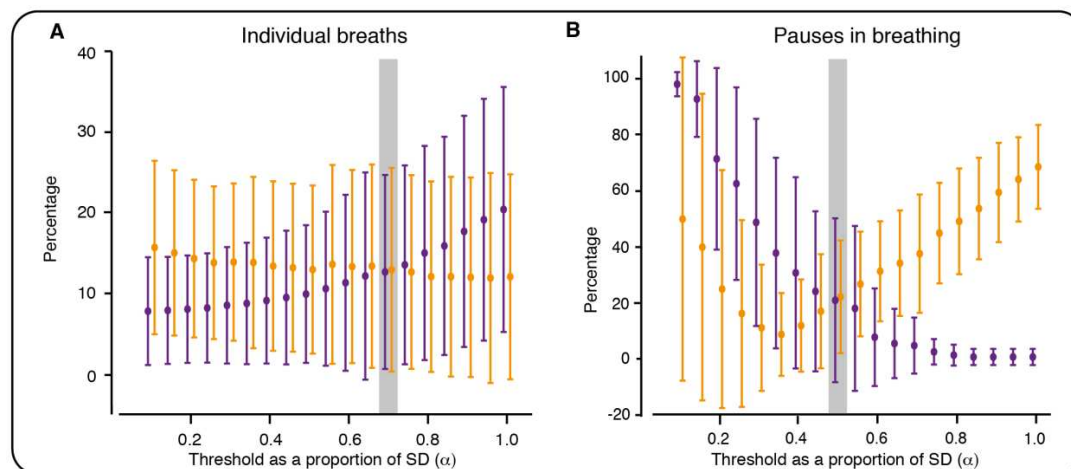 A
Individual breaths
40
30
20
10
0
Percentage
0.2 0.4 0.6 0.8 1.0
Threshold as a proportion of SD (α)
B
Pauses in breathing
100
80
60
40
20
0
-20
Percentage
0.2 0.4 0.6 0.8 1.0
Threshold as a proportion of SD (α)